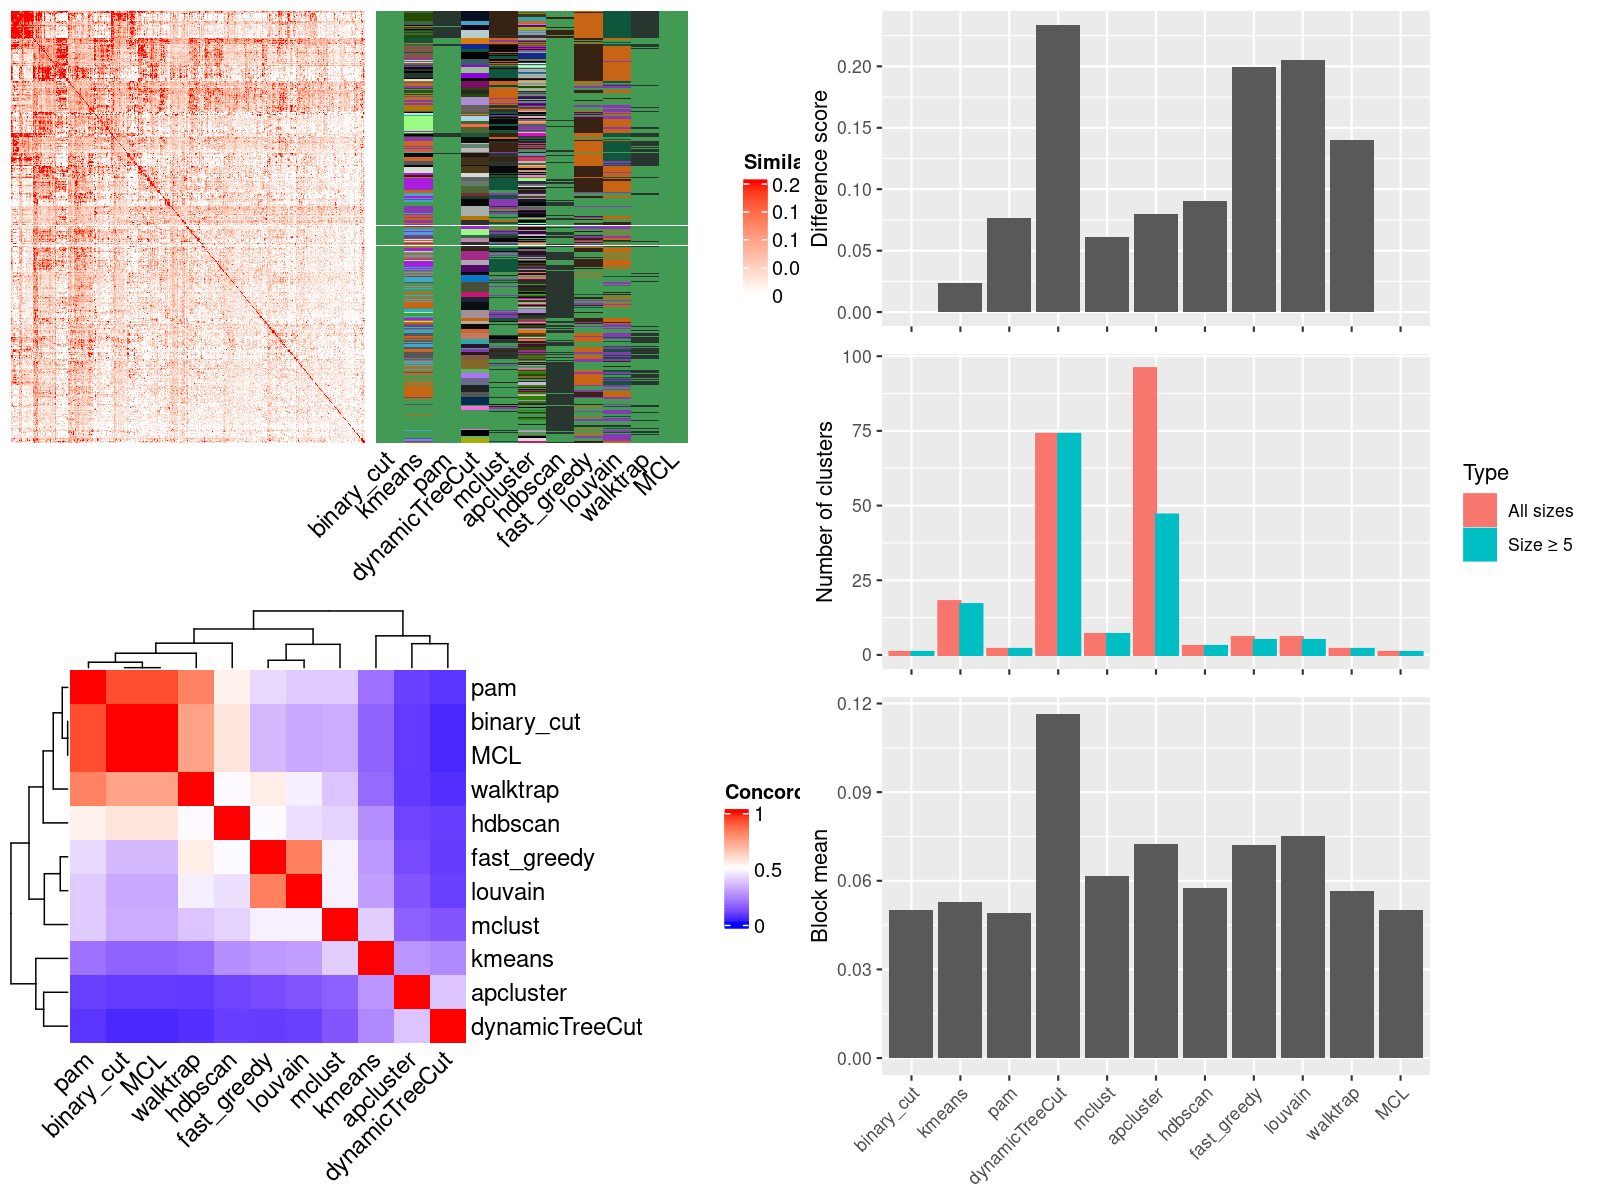 Simila
0.2
0.1
0.1
0.0
0
binary_cut
kmeans
pam
dynamicTreeCut
mclust
apcluster
hdbscan
fast_greedy
louvain
walktrap
MCL
pam
binary_cut
MCL
walktrap
hdbscan
fast_greedy
louvain
mclust
kmeans
apcluster
dynamicTreeCut
pam
binary_cut
MCL
walktrap
hdbscan
fast_greedy
louvain
mclust
kmeans
apcluster
dynamicTreeCut
Concord
1
0.5
0
Difference score
0.20
0.15
0.10
0.05
0.00
Number of clusters
100
75
50
25
0
Type
All sizes
Size ≥ 5
Block mean
0.12
0.09
0.06
0.03
0.00
binary_cut
kmeans
pam
dynamicTreeCut
mclust
apcluster
hdbscan
fast_greedy
louvain
walktrap
MCL